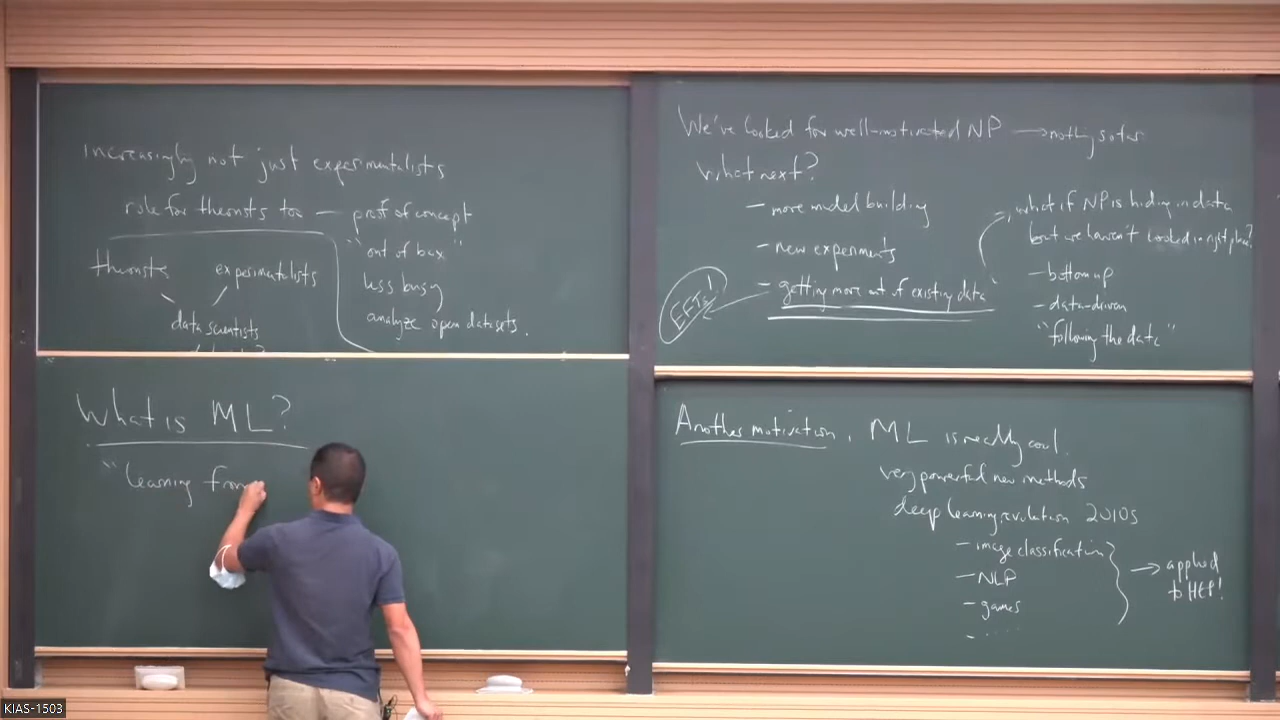 Increasingly not just experimentalists
role for theorists too — proof of concept
"out of box"
less busy
analyze open datasets.
theorists experimentalists
data scientists
What is ML?
"learning from
We've looked for well-motivated NP → nothing so far
What next?
- more model building
- new experiments
- getting more out of existing data
EFTs!
what if NP is hiding in data
but we haven't looked in right place?
- bottom up
- data-driven
"following the data"
Another motivation. ML is really cool.
very powerful new methods
deep learning revolution 2010s
- image classification
- NLP
- games
- .....
→ applied
to HEP!
KIAS-1503